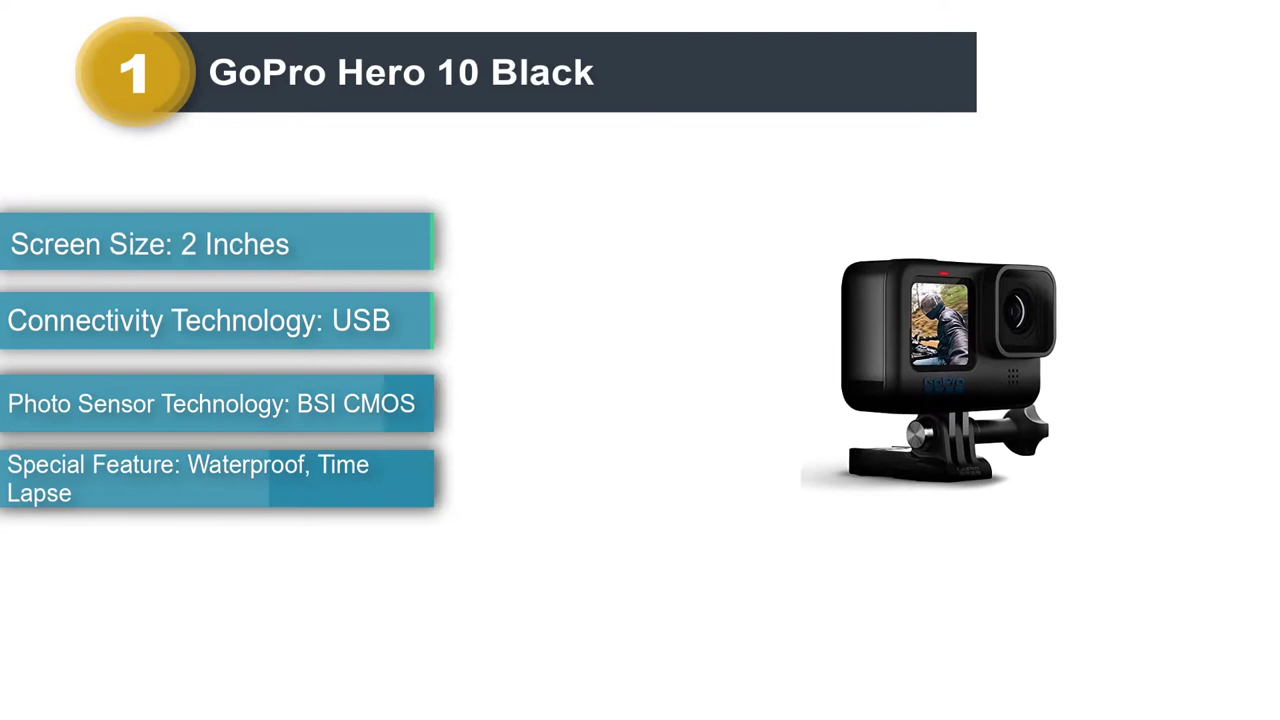 1
GoPro Hero 10 Black
Screen Size: 2 Inches
Connectivity Technology: USB
Photo Sensor Technology: BSI CMOS
Special Feature: Waterproof, Time
Lapse
GoPro